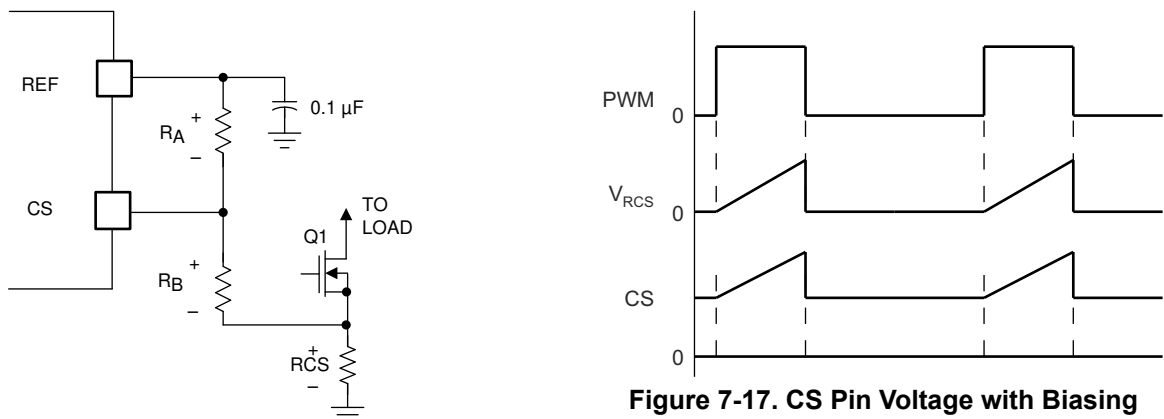 REF
RA
+
–
0.1 µF
CS
TO
LOAD
Q1
RB
+
–
RCS
+
–
PWM
0
VRCS
0
CS
0
Figure 7-17. CS Pin Voltage with Biasing